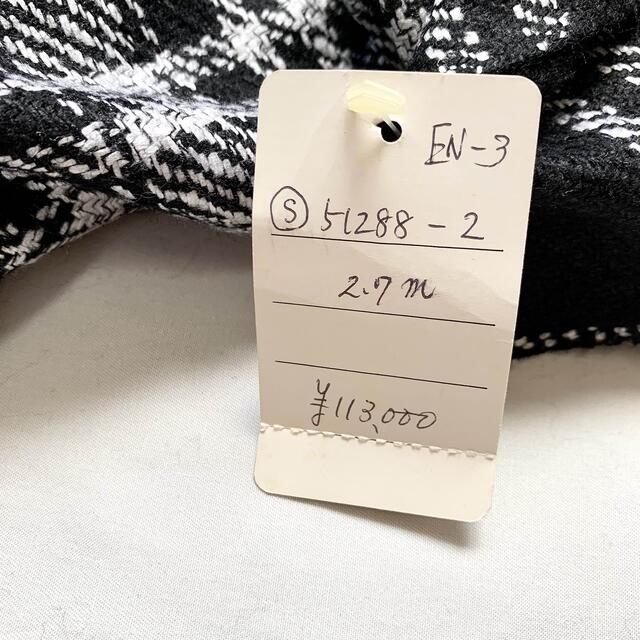 EN-3
Ⓢ 51288-2
2.7m
¥113,000